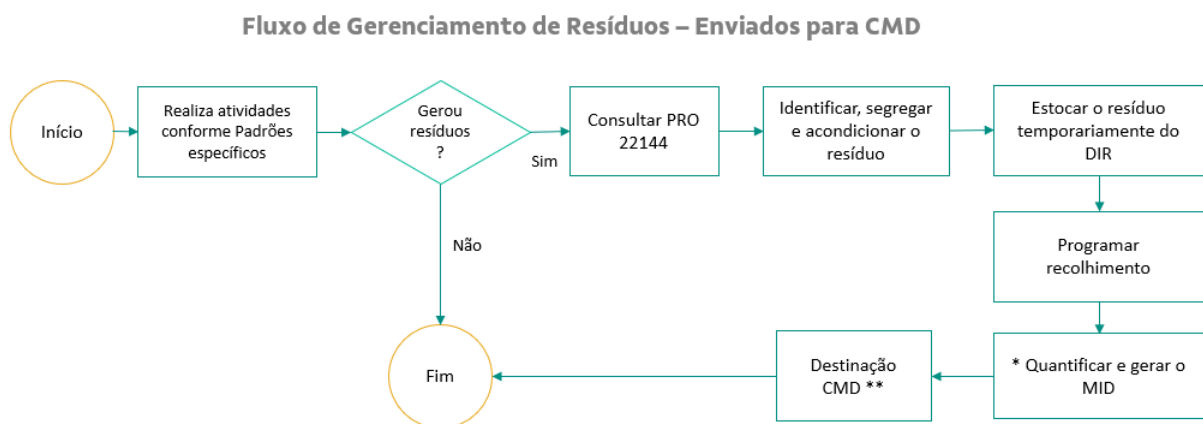 Fluxo de Gerenciamento de Resíduos – Enviados para CMD
Início
Realiza atividades
conforme Padrões
específicos
Gerou
resíduos
?
Sim
Consultar PRO
22144
Identificar, segregar
e acondicionar o
resíduo
Estocar o resíduo
temporariamente do
DIR
Não
Programar
recolhimento
* Quantificar e gerar o
MID
Destinação
CMD **
Fim